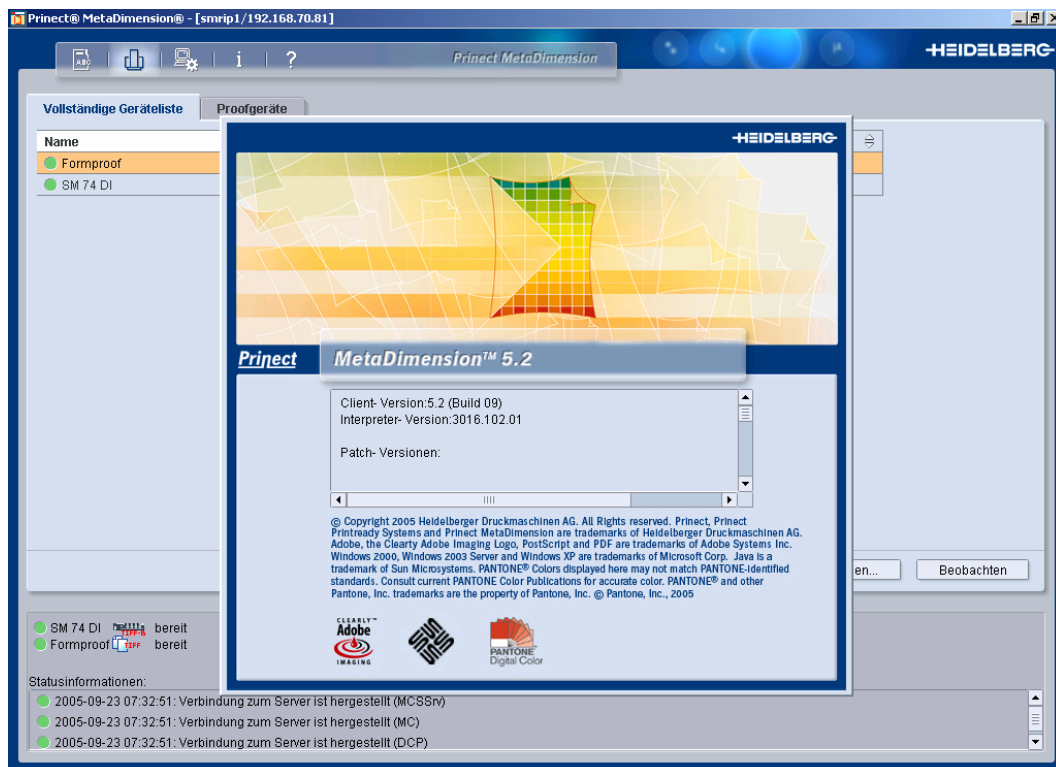 Prinect® MetaDimension® - [smrip1/192.168.70.81]
ABC
i
?
Prinect MetaDimension
HEIDELBERG
Vollständige Geräteliste
Proofgeräte
Name
Formproof
SM 74 DI
HEIDELBERG
Prinect
MetaDimension™ 5.2
Client- Version:5.2 (Build 09)
Interpreter- Version:3016.102.01
Patch- Versionen:
© Copyright 2005 Heidelberger Druckmaschinen AG. All Rights reserved. Prinect, Prinect
Printready Systems and Prinect MetaDimension are trademarks of Heidelberger Druckmaschinen AG.
Adobe, the Clearty Adobe Imaging Logo, PostScript and PDF are trademarks of Adobe Systems Inc.
Windows 2000, Windows 2003 Server and Windows XP are trademarks of Microsoft Corp. Java is a
trademark of Sun Microsystems. PANTONE® Colors displayed here may not match PANTONE-identified
standards. Consult current PANTONE Color Publications for accurate color. PANTONE® and other
Pantone, Inc. trademarks are the property of Pantone, Inc. © Pantone, Inc., 2005
CLEARLY™
Adobe
IMAGING
PANTONE®
Digital Color
en...
Beobachten
SM 74 DI TIFF-B bereit
Formproof TIFF bereit
Statusinformationen:
2005-09-23 07:32:51: Verbindung zum Server ist hergestellt (MCSSrv)
2005-09-23 07:32:51: Verbindung zum Server ist hergestellt (MC)
2005-09-23 07:32:51: Verbindung zum Server ist hergestellt (DCP)